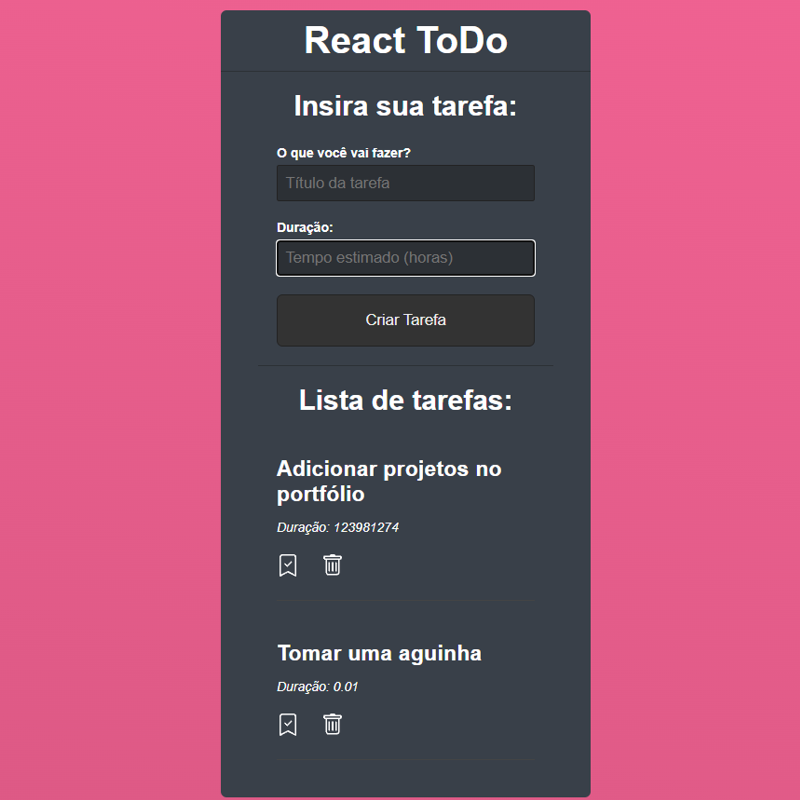 React ToDo
Insira sua tarefa:
O que você vai fazer?
Título da tarefa
Duração:
Tempo estimado (horas)
Criar Tarefa
Lista de tarefas:
Adicionar projetos no
portfólio
Duração: 123981274
Tomar uma aguinha
Duração: 0.01